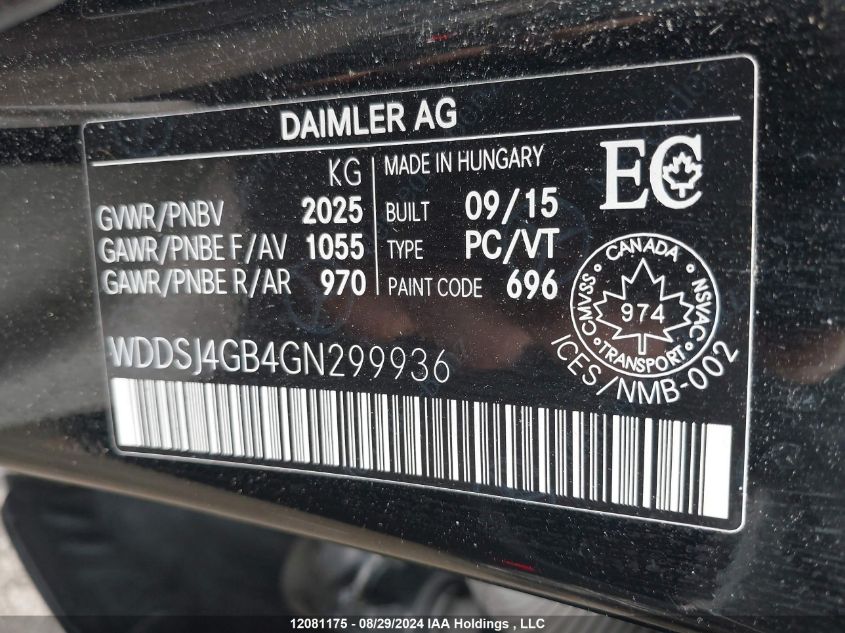 DAIMLER AG
KG
GVWR/PNBV 2025
GAWR/PNBE F/AV 1055
GAWR/PNBE R/AR 970
MADE IN HUNGARY
BUILT 09/15
TYPE PC/VT
PAINT CODE 696
EC
CANADA
CMVSS 974 NSVAC
TRANSPORT
ICES/NMB-002
WDDSJ4GB4GN299936
12081175 - 08/29/2024 IAA Holdings , LLC